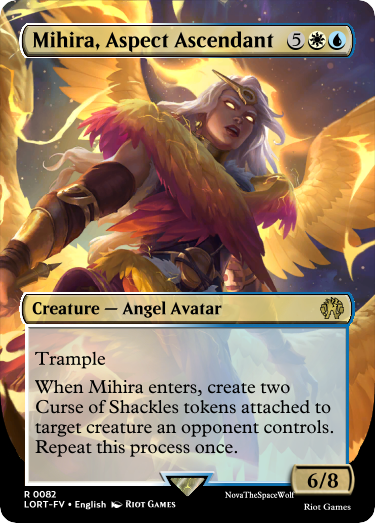 Mihira, Aspect Ascendant 5
Creature — Angel Avatar
Trample
When Mihira enters, create two
Curse of Shackles tokens attached to
target creature an opponent controls.
Repeat this process once.
6/8
R 0082
LORT-FV • English Riot Games
NovaTheSpaceWolf
Riot Games